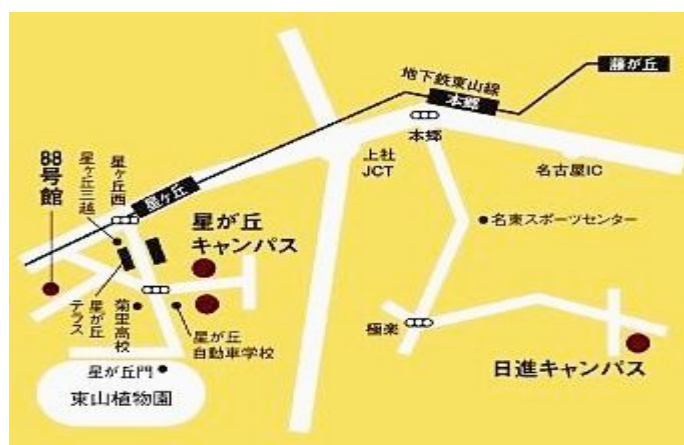 藤が丘
地下鉄東山線
本郷
本郷
上社
JCT
名古屋IC
88号館
星ヶ丘三越
星ヶ丘西
星ヶ丘
星が丘
キャンパス
名東スポーツセンター
星が丘
テラス
菊里高校
星が丘
自動車学校
極楽
日進キャンパス
星が丘門
東山植物園